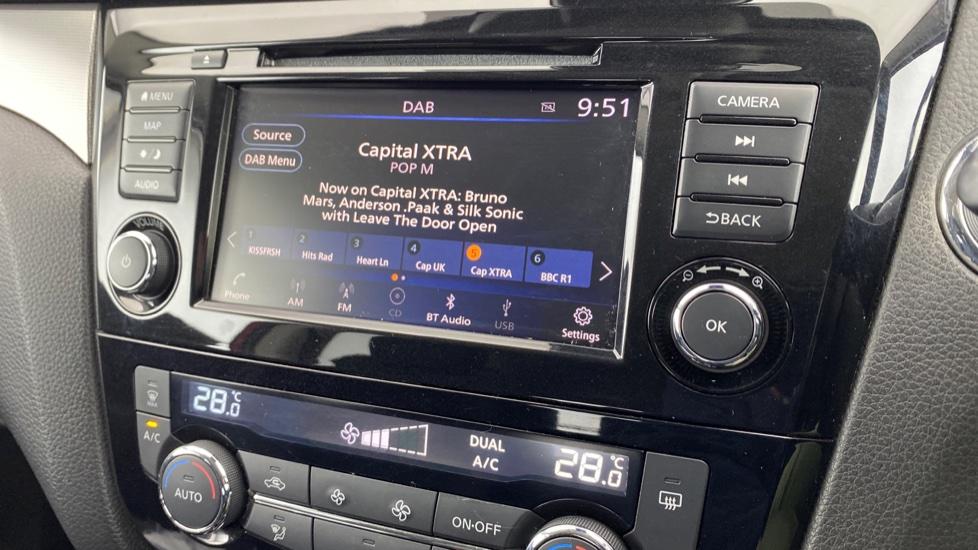 DAB
9:51
MENU
MAP
AUDIO
VOLUME
Source
DAB Menu
Capital XTRA
POP M
Now on Capital XTRA: Bruno
Mars, Anderson .Paak & Silk Sonic
with Leave The Door Open
1 KISSFRSH
2 Hits Rad
3 Heart Ln
4 Cap UK
5 Cap XTRA
6 BBC R1
Phone
AM
FM
CD
BT Audio
USB
Settings
CAMERA
BACK
OK
MAX
A/C
28.0 °C
DUAL
A/C
28.0 °C
AUTO
ON·OFF